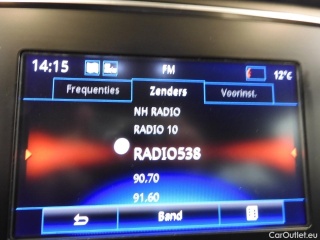 14:15 FM 12°C
Frequenties Zenders Voorinst.
NH RADIO
RADIO 10
RADIO538
90.70
91.60
Band
CarOutlet.eu